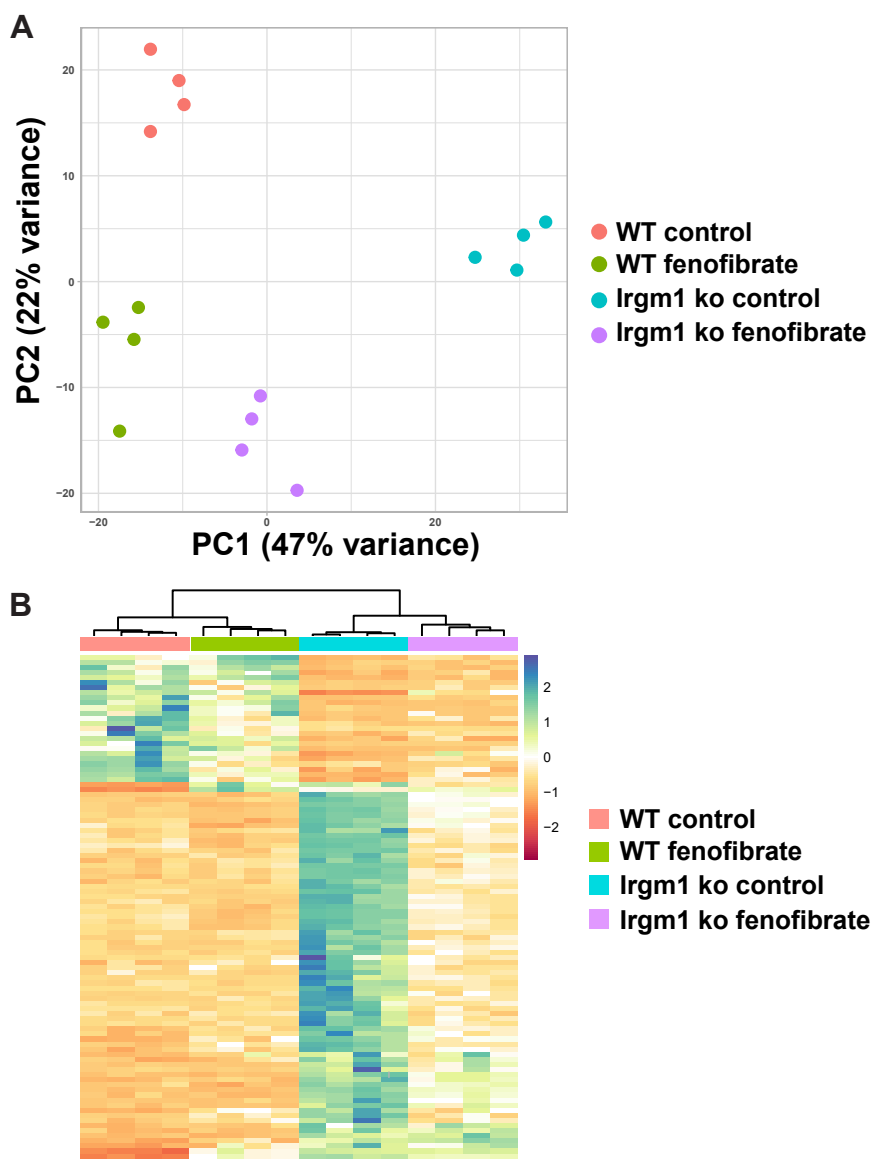 A
20
10
0
−10
−20
PC2 (22% variance)
−20
0
20
PC1 (47% variance)
WT control
WT fenofibrate
Irgm1 ko control
Irgm1 ko fenofibrate
B
2
1
0
−1
−2
WT control
WT fenofibrate
Irgm1 ko control
Irgm1 ko fenofibrate